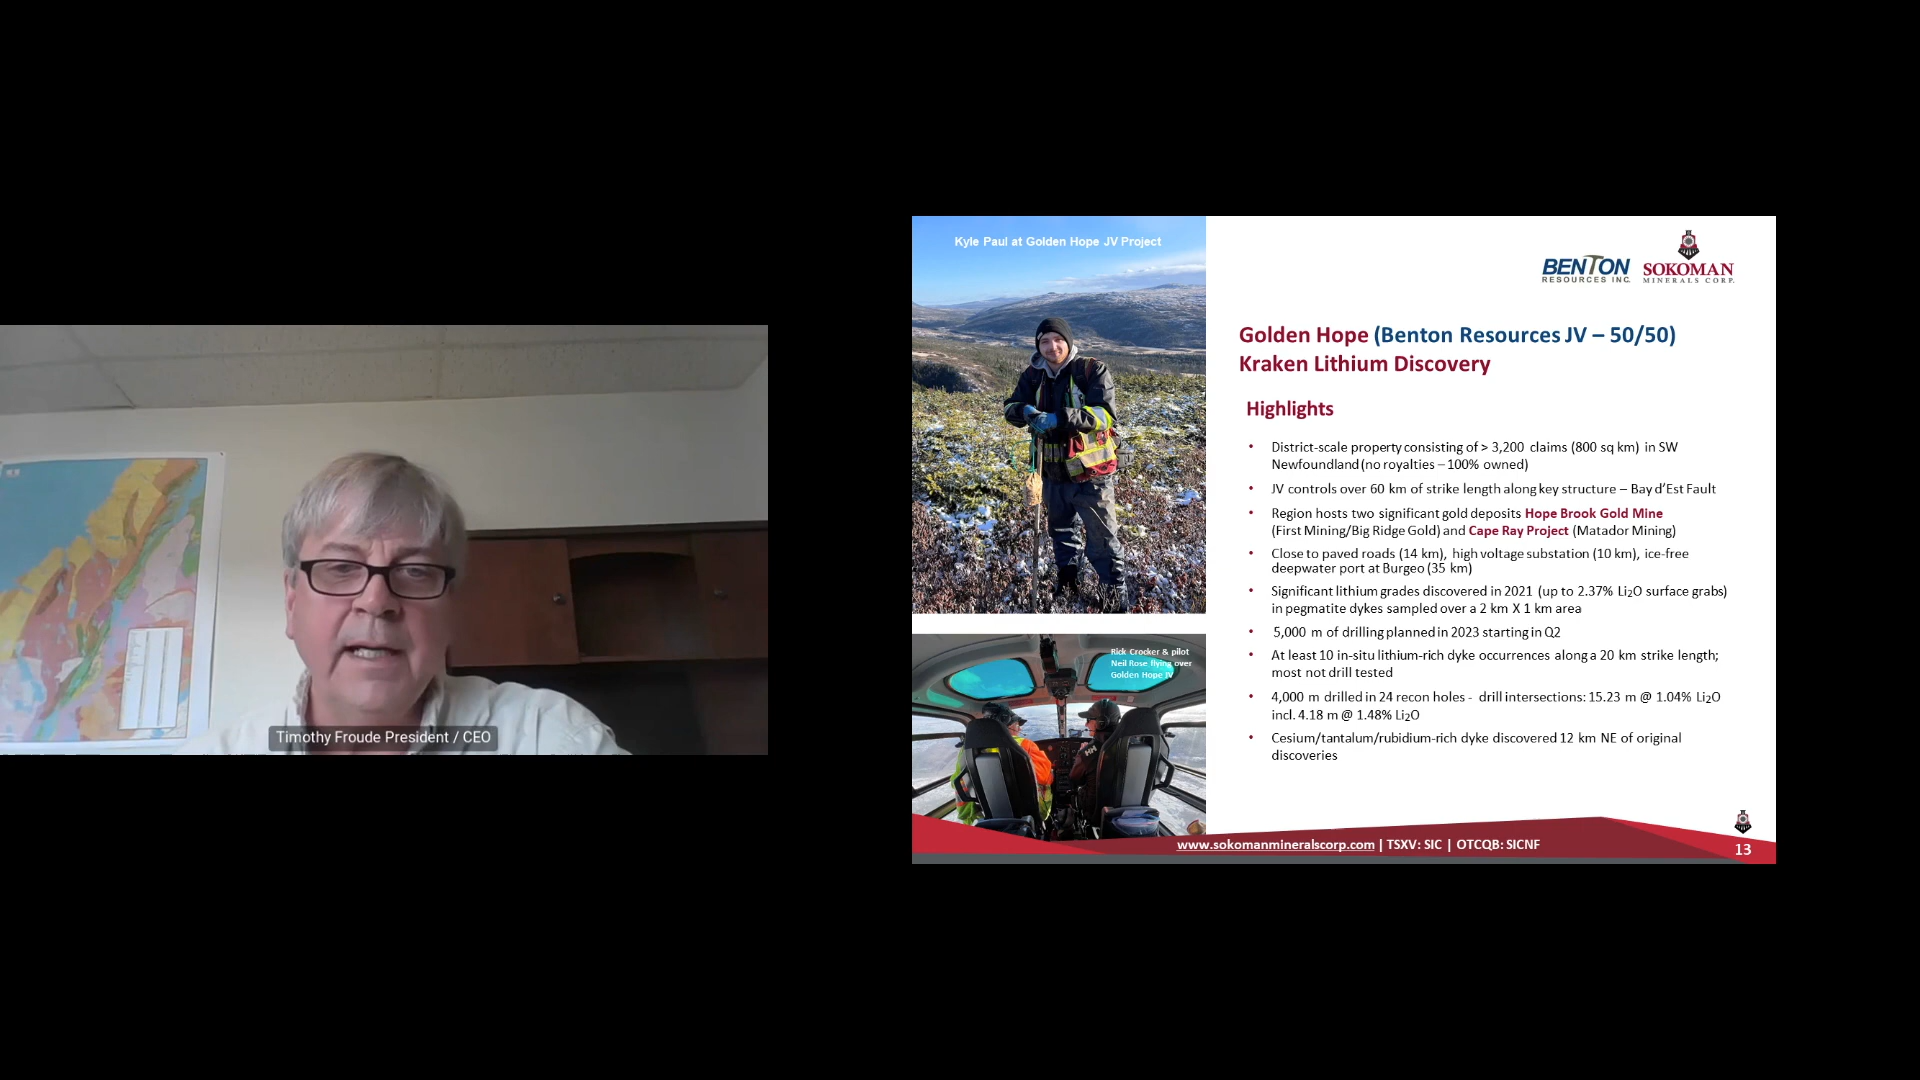 Timothy Froude President / CEO
Kyle Paul at Golden Hope JV Project
Rick Crocker & pilot
Neil Rose flying over
Golden Hope JV
BENTON
RESOURCES INC.
SOKOMAN
MINERALS CORP.
Golden Hope (Benton Resources JV – 50/50)
Kraken Lithium Discovery
Highlights
• District-scale property consisting of > 3,200 claims (800 sq km) in SW
Newfoundland (no royalties – 100% owned)
• JV controls over 60 km of strike length along key structure – Bay d'Est Fault
• Region hosts two significant gold deposits Hope Brook Gold Mine
(First Mining/Big Ridge Gold) and Cape Ray Project (Matador Mining)
• Close to paved roads (14 km), high voltage substation (10 km), ice-free
deepwater port at Burgeo (35 km)
• Significant lithium grades discovered in 2021 (up to 2.37% Li₂O surface grabs)
in pegmatite dykes sampled over a 2 km X 1 km area
• 5,000 m of drilling planned in 2023 starting in Q2
• At least 10 in-situ lithium-rich dyke occurrences along a 20 km strike length;
most not drill tested
• 4,000 m drilled in 24 recon holes - drill intersections: 15.23 m @ 1.04% Li₂O
incl. 4.18 m @ 1.48% Li₂O
• Cesium/tantalum/rubidium-rich dyke discovered 12 km NE of original
discoveries
www.sokomanmineralscorp.com | TSXV: SIC | OTCQB: SICNF
13